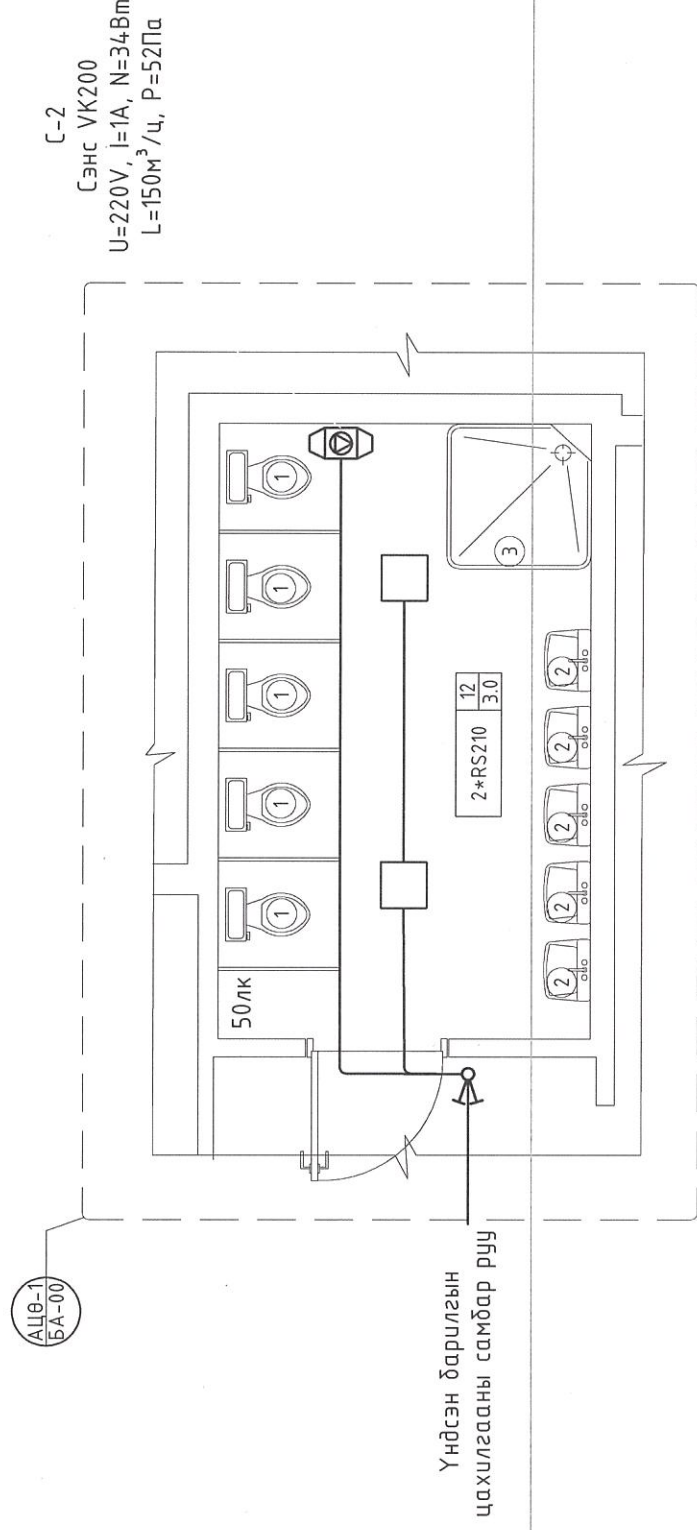 С-2
Сэнс VK200
U=220V, I=1A, N=34Вт
L=150м³/ц, P=52Па
АЦӨ-1
БА-00
50лк
1
1
1
1
1
2*RS210
12
3.0
3
2
2
2
2
2
Үндсэн барилгын
цахилгааны самбар руу